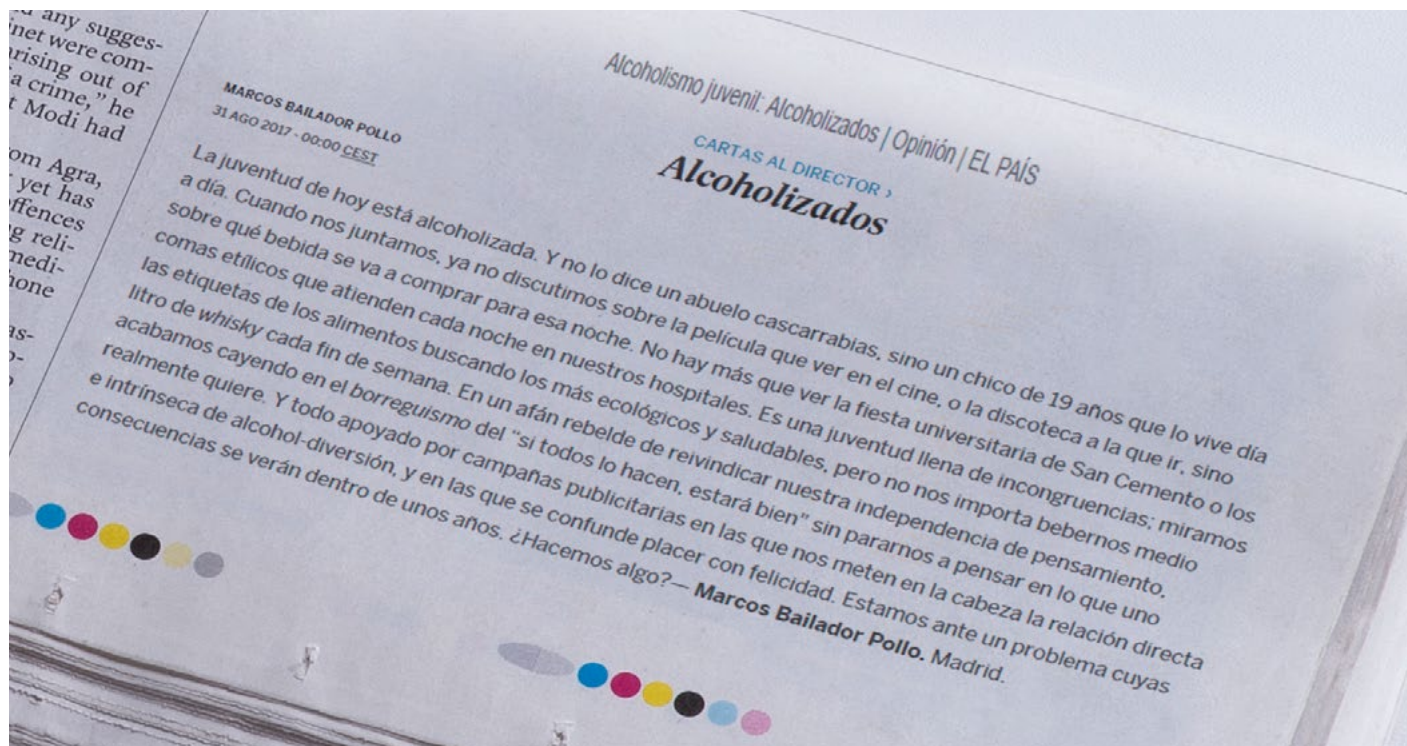 any sugges-
net were com-
rising out of
a crime," he
t Modi had
om Agra,
yet has
ffences
g reli-
medi-
hone
as-
Alcoholismo juvenil: Alcoholizados | Opinión | EL PAÍS
MARCOS BAILADOR POLLO
31 AGO 2017 - 00:00 CEST
CARTAS AL DIRECTOR ›
Alcoholizados
La juventud de hoy está alcoholizada. Y no lo dice un abuelo cascarrabias, sino un chico de 19 años que lo vive día
a día. Cuando nos juntamos, ya no discutimos sobre la película que ver en el cine, o la discoteca a la que ir, sino
sobre qué bebida se va a comprar para esa noche. No hay más que ver la fiesta universitaria de San Cemento o los
comas etílicos que atienden cada noche en nuestros hospitales. Es una juventud llena de incongruencias; miramos
las etiquetas de los alimentos buscando los más ecológicos y saludables, pero no nos importa bebernos medio
litro de whisky cada fin de semana. En un afán rebelde de reivindicar nuestra independencia de pensamiento,
acabamos cayendo en el borreguismo del “si todos lo hacen, estará bien” sin pararnos a pensar en lo que uno
realmente quiere. Y todo apoyado por campañas publicitarias en las que nos meten en la cabeza la relación directa
e intrínseca de alcohol-diversión, y en las que se confunde placer con felicidad. Estamos ante un problema cuyas
consecuencias se verán dentro de unos años. ¿Hacemos algo?— Marcos Bailador Pollo. Madrid.